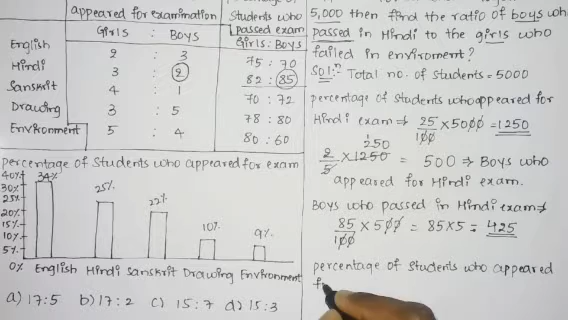 appeared for examination
Girls : Boys
English 2 : 3
Hindi 3 : 2
Sanskrit 4 : 1
Drawing 3 : 5
Environment 5 : 4
Students who
passed exam
Girls : Boys
75 : 70
82 : 85
70 : 72
78 : 80
80 : 60
percentage of students who appeared for exam
40%
30%
25%
20%
15%
10%
5%
0%
34%
25%
22%
10%
9%
English Hindi Sanskrit Drawing Environment
a) 17:5 b) 17:2 c) 15:7 d) 15:3
5,000 then find the ratio of boys who
passed in Hindi to the girls who
failed in enviroment?
Sol:n Total no. of students = 5000
percentage of students who appeared for
Hindi exam ⇒ 25/100 × 5000 = 1250
250
2/5 × 1250 = 500 ⇒ Boys who
appeared for Hindi exam.
Boys who passed in Hindi exam ⇒
85/100 × 500 = 85×5 = 425
percentage of students who appeared
f